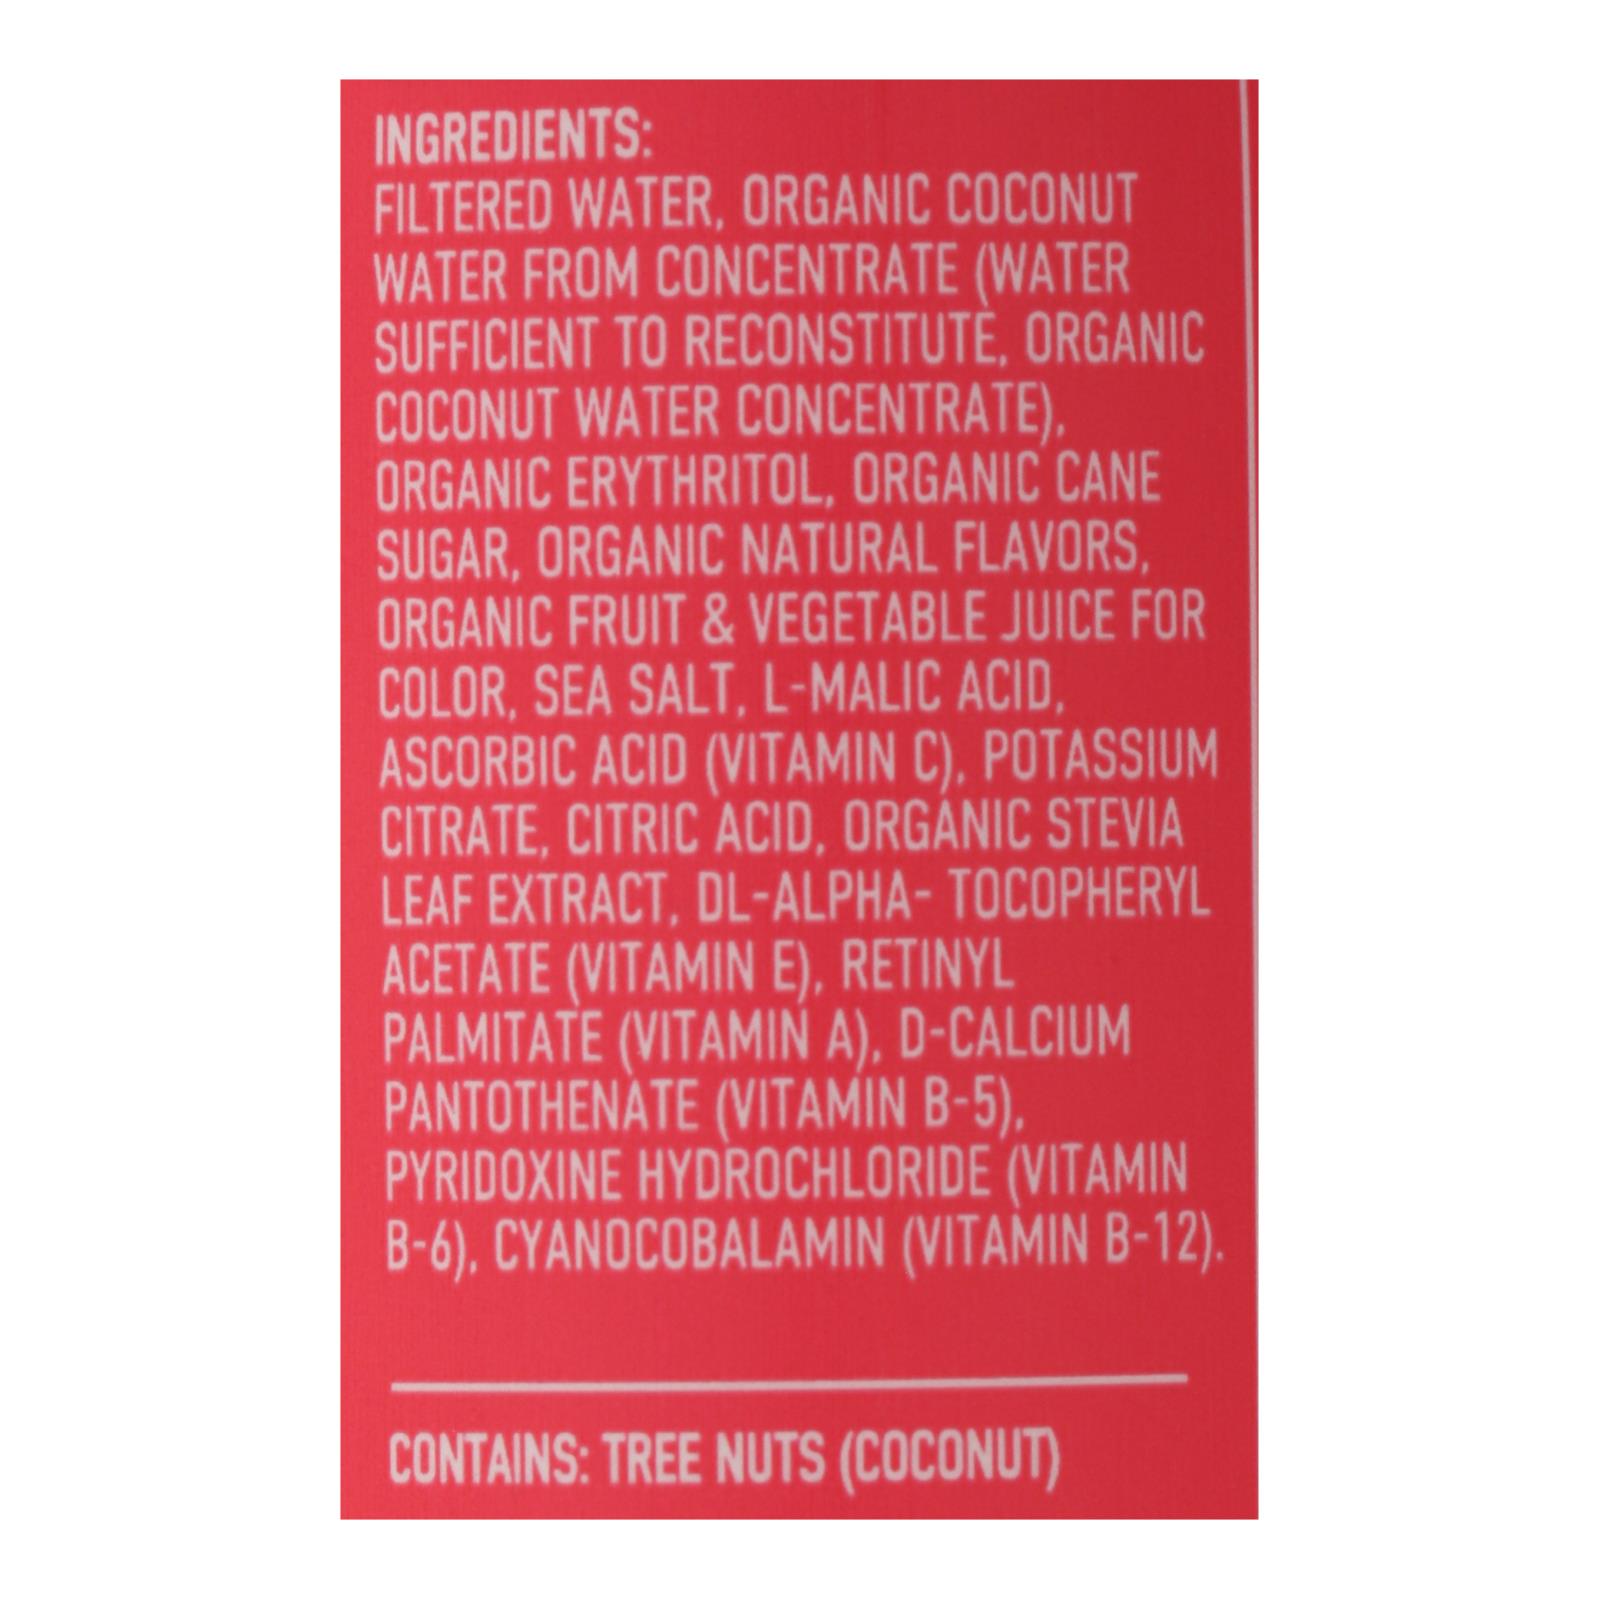 INGREDIENTS:
FILTERED WATER, ORGANIC COCONUT
WATER FROM CONCENTRATE (WATER
SUFFICIENT TO RECONSTITUTE, ORGANIC
COCONUT WATER CONCENTRATE),
ORGANIC ERYTHRITOL, ORGANIC CANE
SUGAR, ORGANIC NATURAL FLAVORS,
ORGANIC FRUIT & VEGETABLE JUICE FOR
COLOR, SEA SALT, L-MALIC ACID,
ASCORBIC ACID (VITAMIN C), POTASSIUM
CITRATE, CITRIC ACID, ORGANIC STEVIA
LEAF EXTRACT, DL-ALPHA- TOCOPHERYL
ACETATE (VITAMIN E), RETINYL
PALMITATE (VITAMIN A), D-CALCIUM
PANTOTHENATE (VITAMIN B-5),
PYRIDOXINE HYDROCHLORIDE (VITAMIN
B-6), CYANOCOBALAMIN (VITAMIN B-12).
CONTAINS: TREE NUTS (COCONUT)